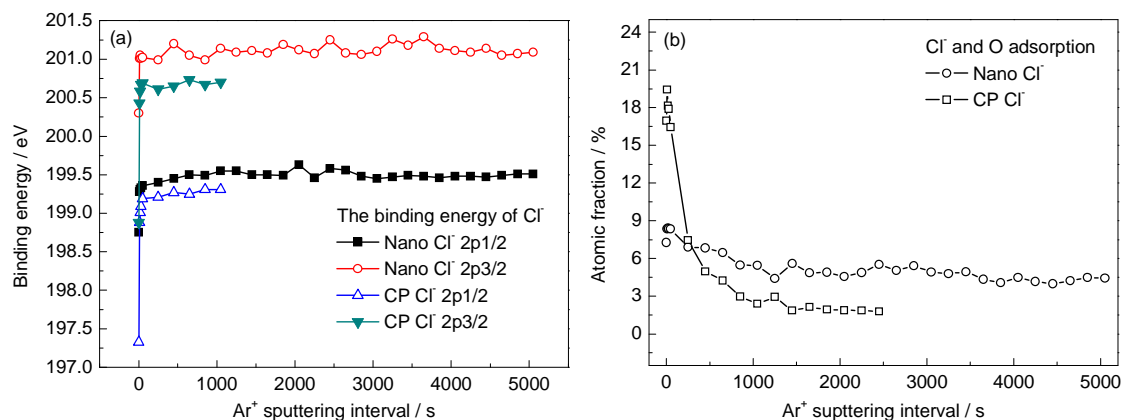 (a)
201.5
201.0
200.5
200.0
199.5
199.0
198.5
198.0
197.5
197.0
Binding energy / eV
The binding energy of Cl⁻
Nano Cl⁻ 2p1/2
Nano Cl⁻ 2p3/2
CP Cl⁻ 2p1/2
CP Cl⁻ 2p3/2
0 1000 2000 3000 4000 5000
Ar⁺ sputtering interval / s
(b)
24
21
18
15
12
9
6
3
0
Atomic fraction / %
Cl⁻ and O adsorption
Nano Cl⁻
CP Cl⁻
0 1000 2000 3000 4000 5000
Ar⁺ supttering interval / s